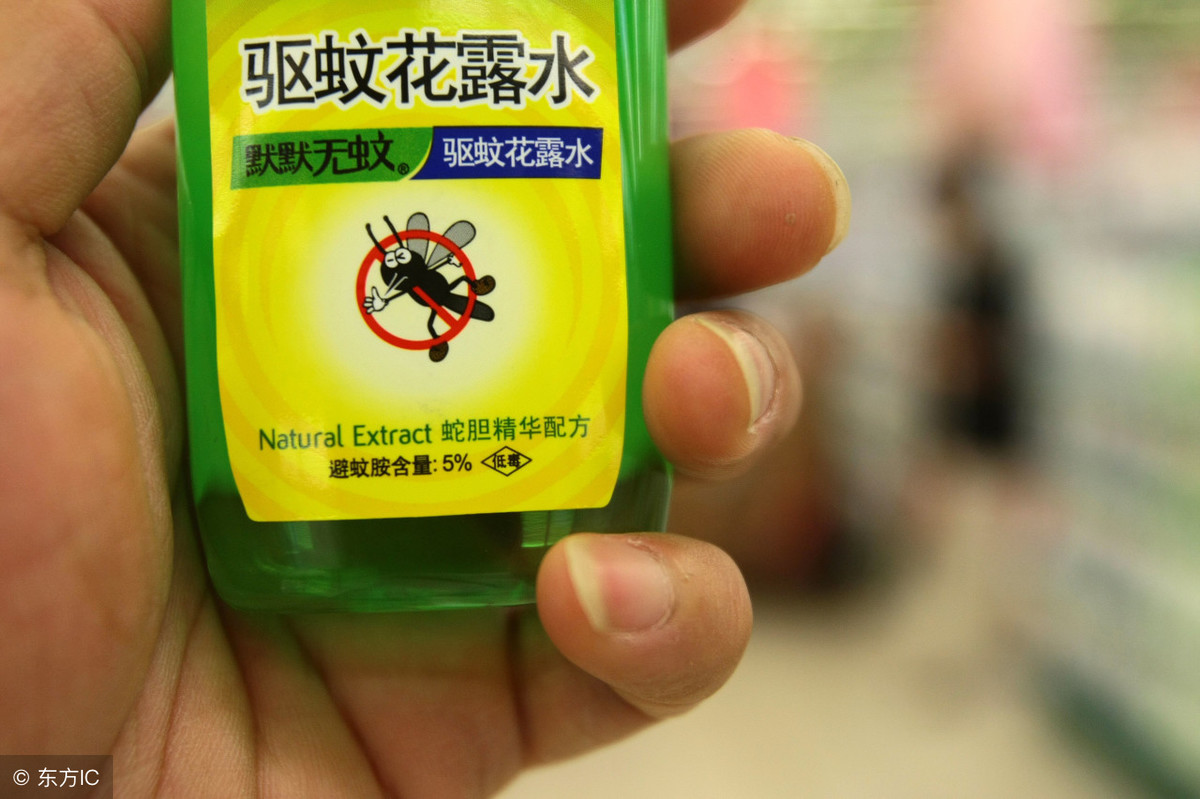 驱蚊花露水
默默无蚊® 驱蚊花露水
Natural Extract 蛇胆精华配方
避蚊胺含量: 5% 低毒
© 东方IC